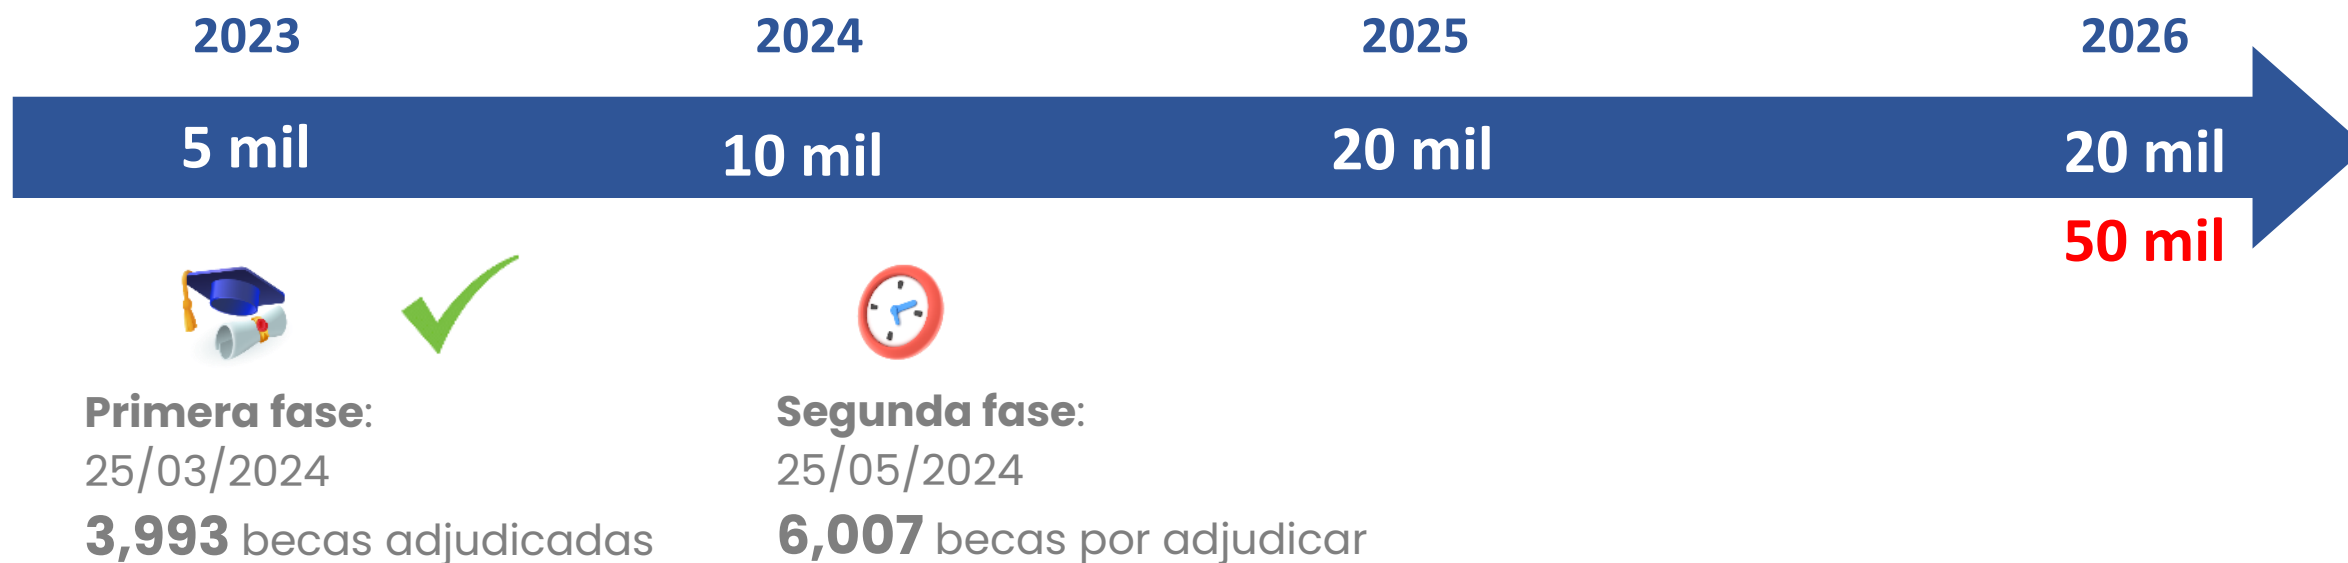 2023 2024 2025 2026
5 mil 10 mil 20 mil 20 mil
50 mil
Primera fase:
25/03/2024
3,993 becas adjudicadas
Segunda fase:
25/05/2024
6,007 becas por adjudicar